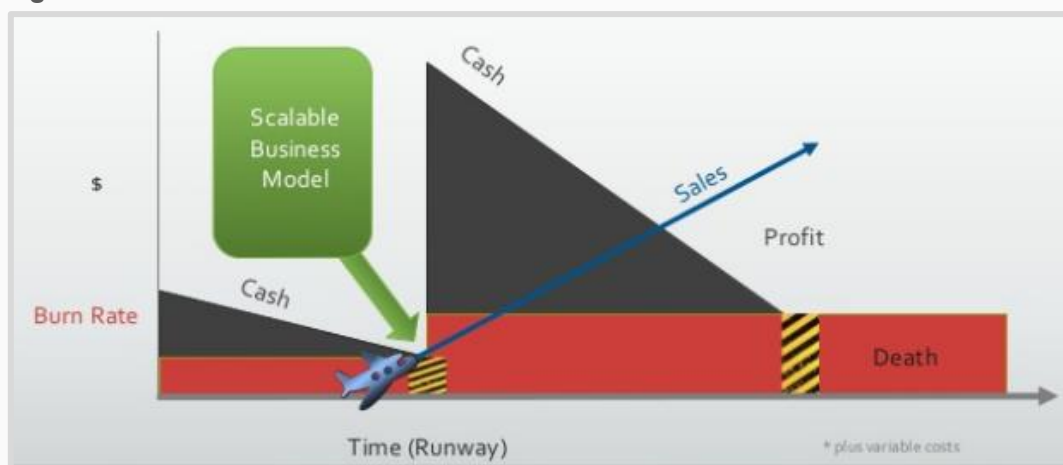 Scalable
Business
Model
Cash
Sales
$
Profit
Cash
Burn Rate
Death
Time (Runway)
* plus variable costs